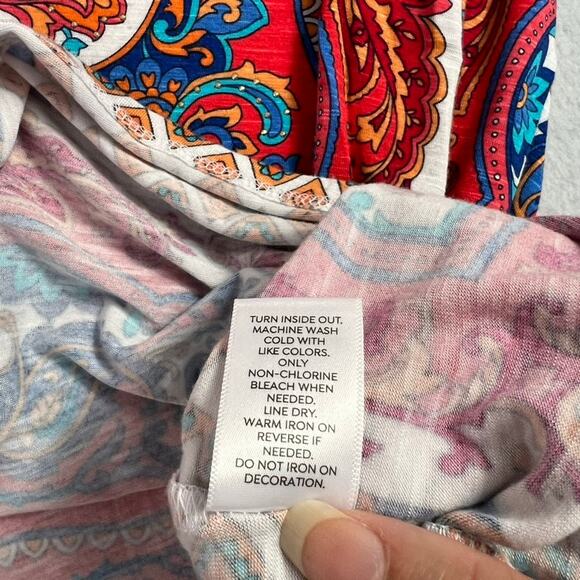 TURN INSIDE OUT.
MACHINE WASH
COLD WITH
LIKE COLORS.
ONLY
NON-CHLORINE
BLEACH WHEN
NEEDED.
LINE DRY.
WARM IRON ON
REVERSE IF
NEEDED.
DO NOT IRON ON
DECORATION.